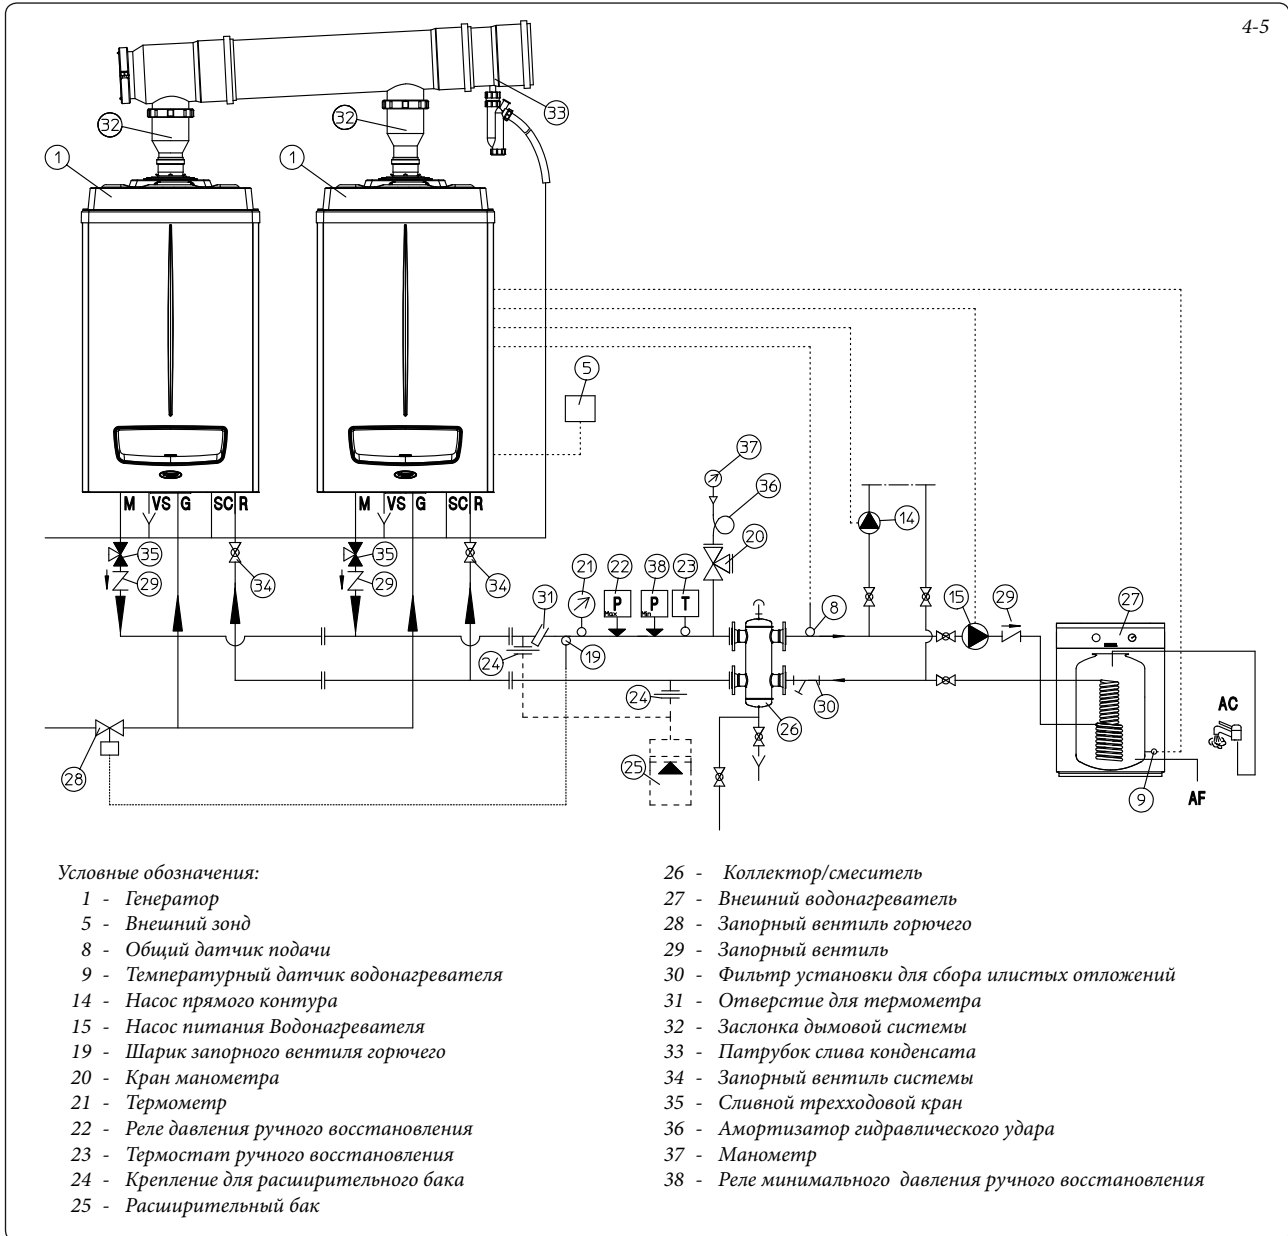 4-5
33
32
32
1
1
5
37
36
14
20
M VS G SC R
M VS G SC R
35
29
34
35
29
34
31
21
22
38
23
P
Max
P
Min
T
8
15
29
27
24
19
24
30
26
28
25
9
AC
AF
Условные обозначения:
1 - Генератор
5 - Внешний зонд
8 - Общий датчик подачи
9 - Температурный датчик водонагревателя
14 - Насос прямого контура
15 - Насос питания Водонагревателя
19 - Шарик запорного вентиля горючего
20 - Кран манометра
21 - Термометр
22 - Реле давления ручного восстановления
23 - Термостат ручного восстановления
24 - Крепление для расширительного бака
25 - Расширительный бак
26 - Коллектор/смеситель
27 - Внешний водонагреватель
28 - Запорный вентиль горючего
29 - Запорный вентиль
30 - Фильтр установки для сбора илистых отложений
31 - Отверстие для термометра
32 - Заслонка дымовой системы
33 - Патрубок слива конденсата
34 - Запорный вентиль системы
35 - Сливной трехходовой кран
36 - Амортизатор гидравлического удара
37 - Манометр
38 - Реле минимального давления ручного восстановления